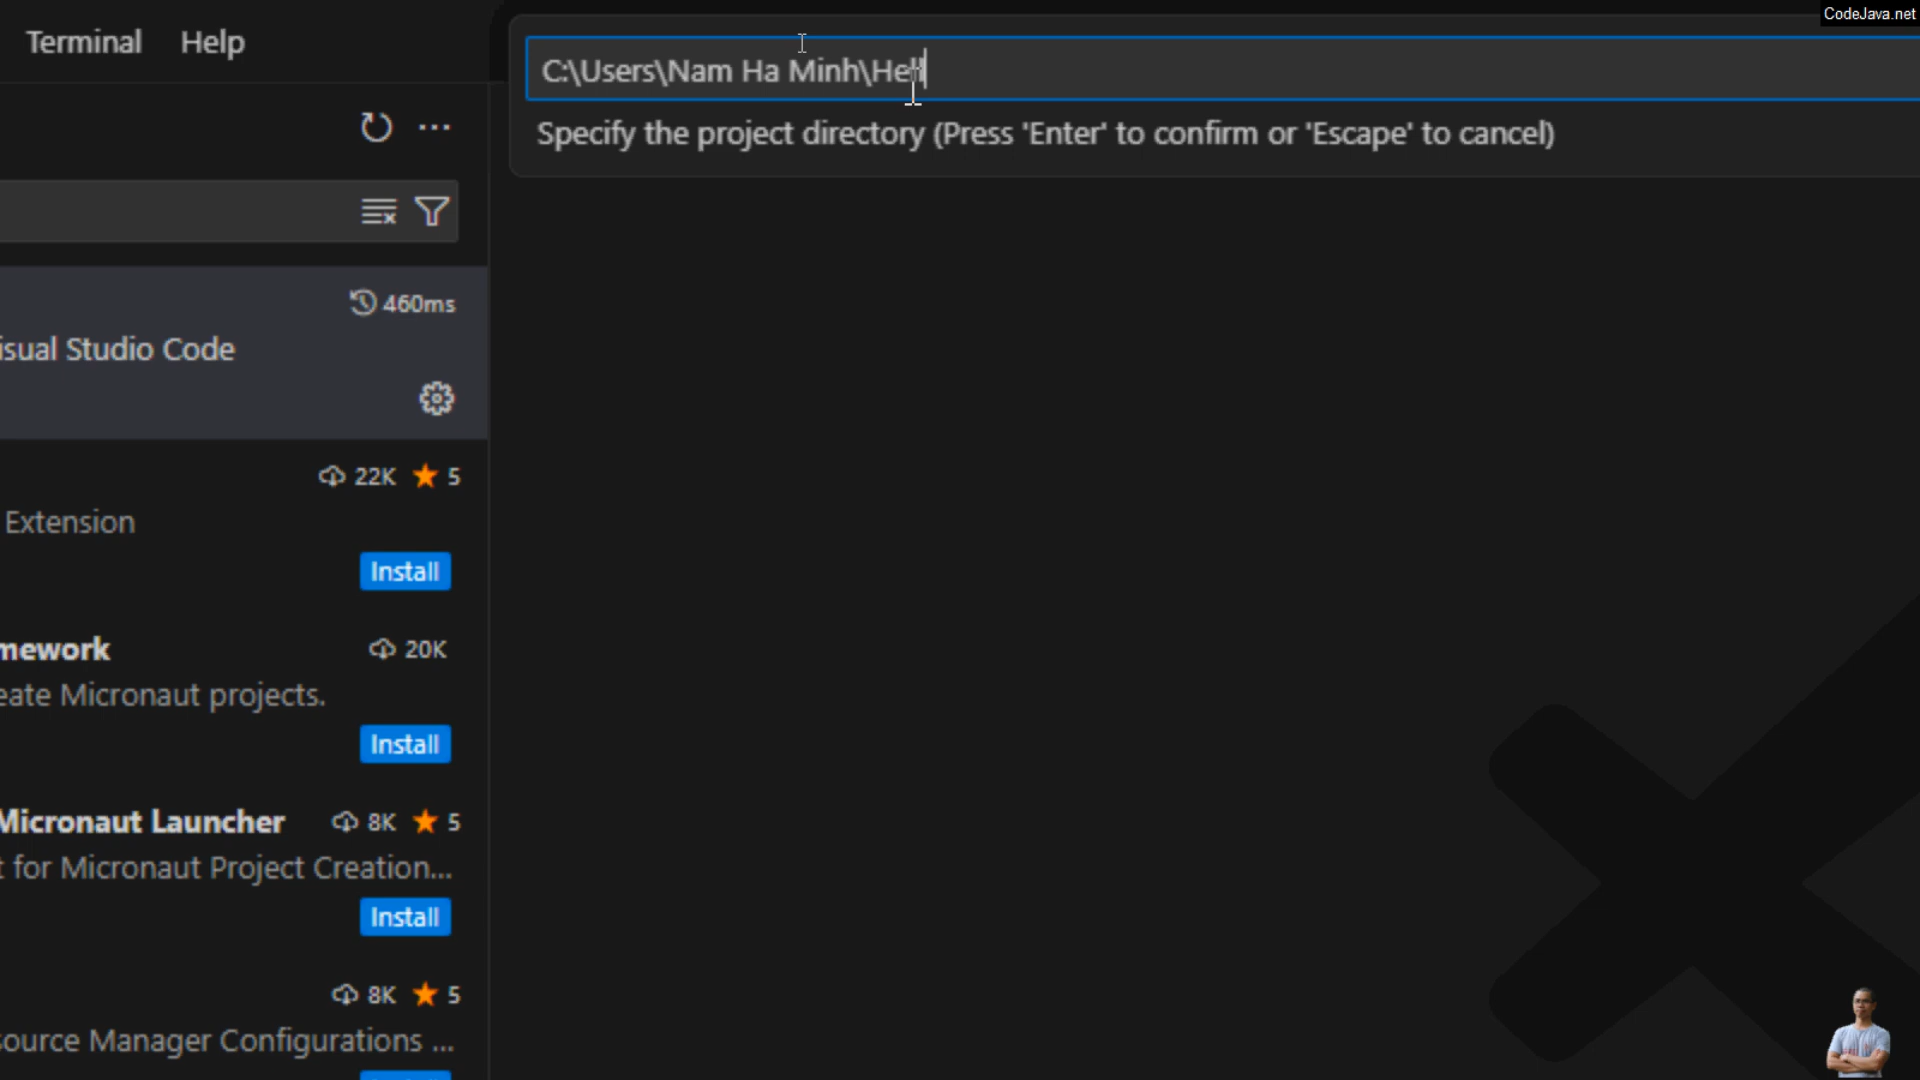 CodeJava.net
Terminal Help
C:\Users\Nam Ha Minh\Hell
Specify the project directory (Press 'Enter' to confirm or 'Escape' to cancel)
460ms
isual Studio Code
22K 5
Extension
Install
mework
20K
eate Micronaut projects.
Install
Micronaut Launcher 8K 5
t for Micronaut Project Creation...
Install
8K 5
source Manager Configurations ...